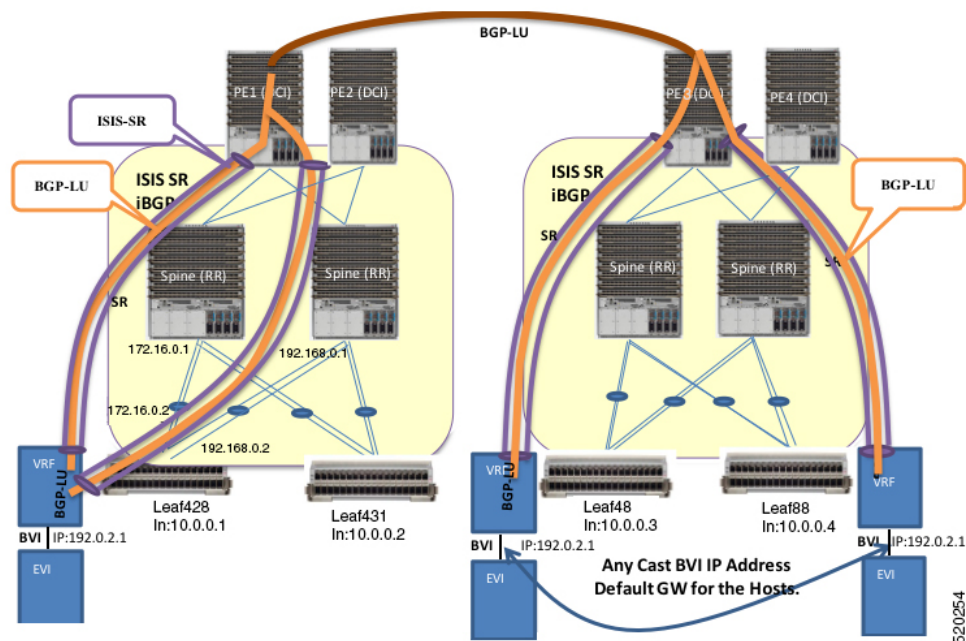 BGP-LU
PE1 (DCI)
PE2 (DCI)
PE3 (DCI)
PE4 (DCI)
ISIS-SR
BGP-LU
ISIS SR
iBGP
ISIS SR
iBGP
BGP-LU
SR
SR
SR
Spine (RR)
Spine (RR)
Spine (RR)
Spine (RR)
172.16.0.1
192.168.0.1
172.16.0.2
192.168.0.2
VRF
BGP-LU
Leaf428
In:10.0.0.1
Leaf431
In:10.0.0.2
VRF
BGP-LU
Leaf48
In:10.0.0.3
Leaf88
In:10.0.0.4
VRF
BVI
IP:192.0.2.1
EVI
BVI
IP:192.0.2.1
EVI
Any Cast BVI IP Address
Default GW for the Hosts.
BVI
IP:192.0.2.1
EVI
520254